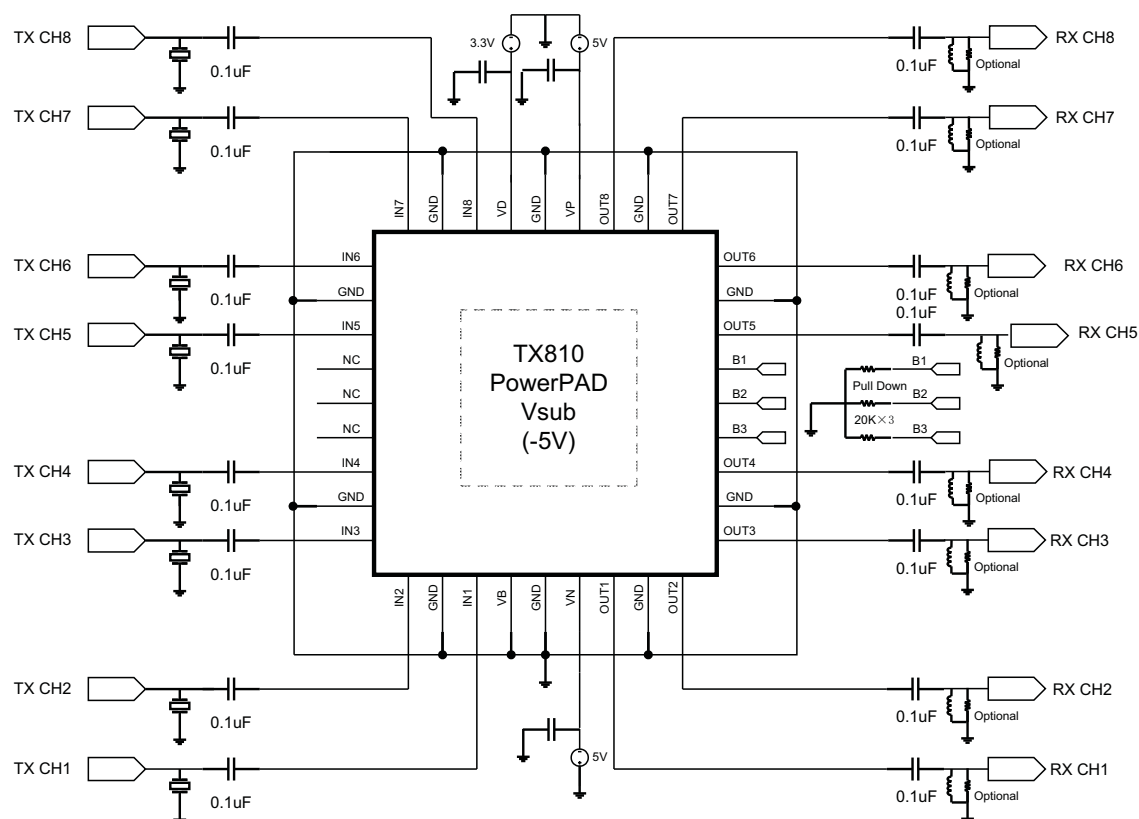 TX CH8
0.1uF
3.3V
5V
0.1uF
Optional
RX CH8
TX CH7
0.1uF
0.1uF
Optional
RX CH7
IN7
GND
IN8
VD
GND
VP
OUT8
GND
OUT7
TX CH6
0.1uF
IN6
OUT6
0.1uF
Optional
RX CH6
GND
GND
TX CH5
0.1uF
IN5
OUT5
0.1uF
Optional
RX CH5
NC
NC
NC
TX810
PowerPAD
Vsub
(-5V)
B1
B2
B3
B1
Pull Down
B2
20K×3
B3
TX CH4
0.1uF
IN4
OUT4
0.1uF
Optional
RX CH4
GND
GND
TX CH3
0.1uF
IN3
OUT3
0.1uF
Optional
RX CH3
IN2
GND
IN1
VB
GND
VN
OUT1
GND
OUT2
TX CH2
0.1uF
0.1uF
Optional
RX CH2
TX CH1
0.1uF
5V
0.1uF
Optional
RX CH1